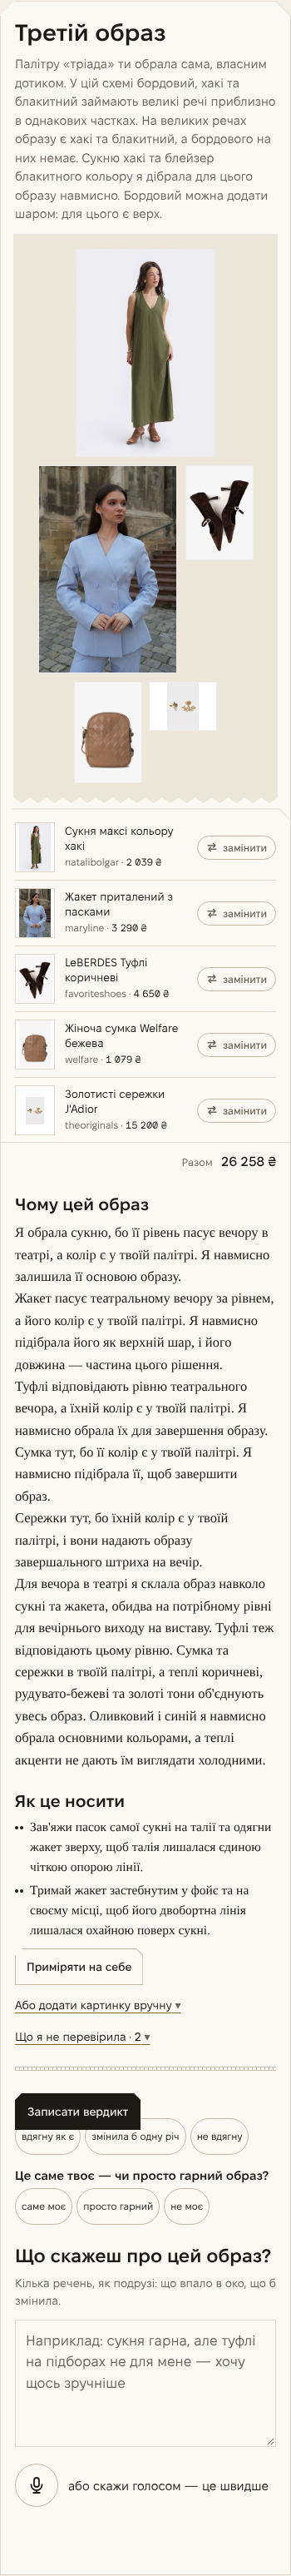 Третій образ
Палітру «тріада» ти обрала сама, власним
дотиком. У цій схемі бордовий, хакі та
блакитний займають великі речі приблизно
в однакових частках. На великих речах
образу є хакі та блакитний, а бордового на
них немає. Сукню хакі та блейзер
блакитного кольору я дібрала для цього
образу навмисно. Бордовий можна додати
шаром: для цього є верх.
Сукня максі кольору
хакі
natalibolgar · 2 039 ₴
⇄ замінити
Жакет приталений з
пасками
maryline · 3 290 ₴
⇄ замінити
LeBERDES Туфлі
коричневі
favoriteshoes · 4 650 ₴
⇄ замінити
Жіноча сумка Welfare
бежева
welfare · 1 079 ₴
⇄ замінити
Золотисті сережки
J'Adior
theoriginals · 15 200 ₴
⇄ замінити
Разом 26 258 ₴
Чому цей образ
Я обрала сукню, бо її рівень пасує вечору в
театрі, а колір є у твоїй палітрі. Я навмисно
залишила її основою образу.
Жакет пасує театральному вечору за рівнем,
а його колір є у твоїй палітрі. Я навмисно
підібрала його як верхній шар, і його
довжина — частина цього рішення.
Туфлі відповідають рівню театрального
вечора, а їхній колір є у твоїй палітрі. Я
навмисно обрала їх для завершення образу.
Сумка тут, бо її колір є у твоїй палітрі. Я
навмисно підібрала її, щоб завершити
образ.
Сережки тут, бо їхній колір є у твоїй
палітрі, і вони надають образу
завершального штриха на вечір.
Для вечора в театрі я склала образ навколо
сукні та жакета, обидва на потрібному рівні
для вечірнього виходу на виставу. Туфлі теж
відповідають цьому рівню. Сумка та
сережки в твоїй палітрі, а теплі коричневі,
рудувато-бежеві та золоті тони об'єднують
увесь образ. Оливковий і синій я навмисно
обрала основними кольорами, а теплі
акценти не дають їм виглядати холодними.
Як це носити
•• Зав'яжи пасок самої сукні на талії та одягни
жакет зверху, щоб талія лишалася єдиною
чіткою опорою лінії.
•• Тримай жакет застебнутим у фойє та на
своєму місці, щоб його двобортна лінія
лишалася охайною поверх сукні.
Приміряти на себе
Або додати картинку вручну ▾
Що я не перевірила · 2 ▾
Записати вердикт
вдягну як є
змінила б одну річ
не вдягну
Це саме твоє — чи просто гарний образ?
саме моє
просто гарний
не моє
Що скажеш про цей образ?
Кілька речень, як подрузі: що впало в око, що б
змінила.
Наприклад: сукня гарна, але туфлі
на підборах не для мене — хочу
щось зручніше
або скажи голосом — це швидше